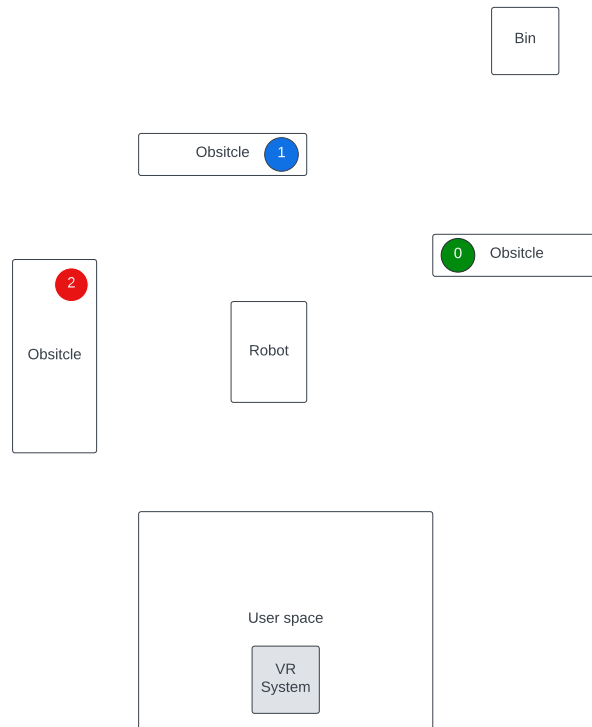 Bin
Obsitcle 1
0 Obsitcle
2
Obsitcle
Robot
User space
VR
System